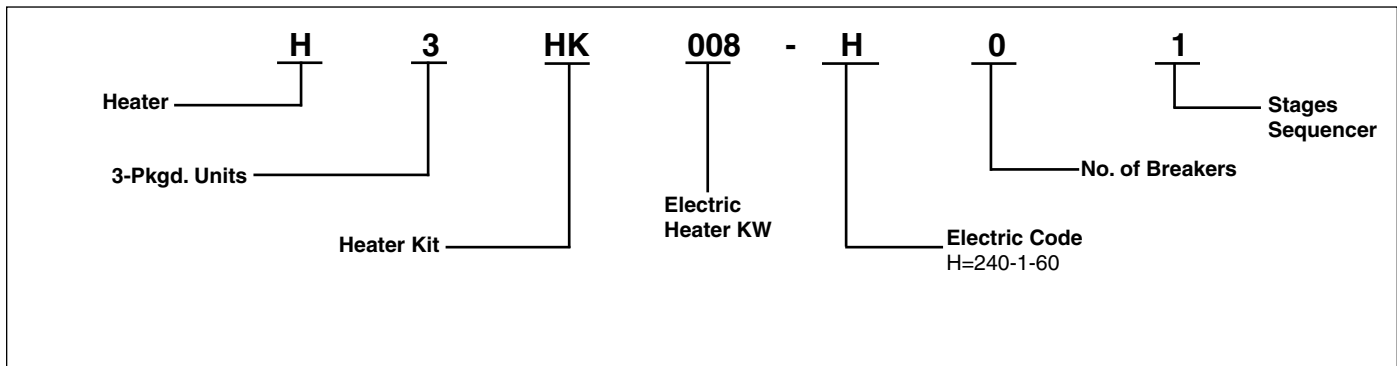 H 3 HK 008 - H 0 1
Heater
Stages
Sequencer
3-Pkgd. Units
No. of Breakers
Electric
Heater KW
Heater Kit
Electric Code
H=240-1-60